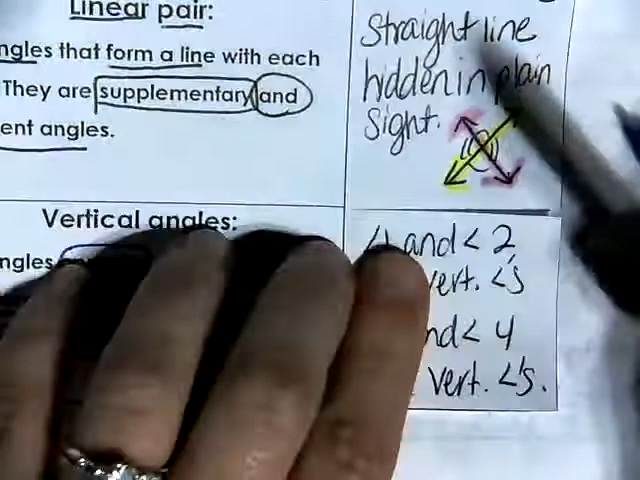 Linear pair:
ngles that form a line with each
They are supplementary and
ent angles.
Straight line
hidden in plain
sight.
Vertical angles:
ngles
and < 2,
vert. <'s
nd < 4
vert. <'s.